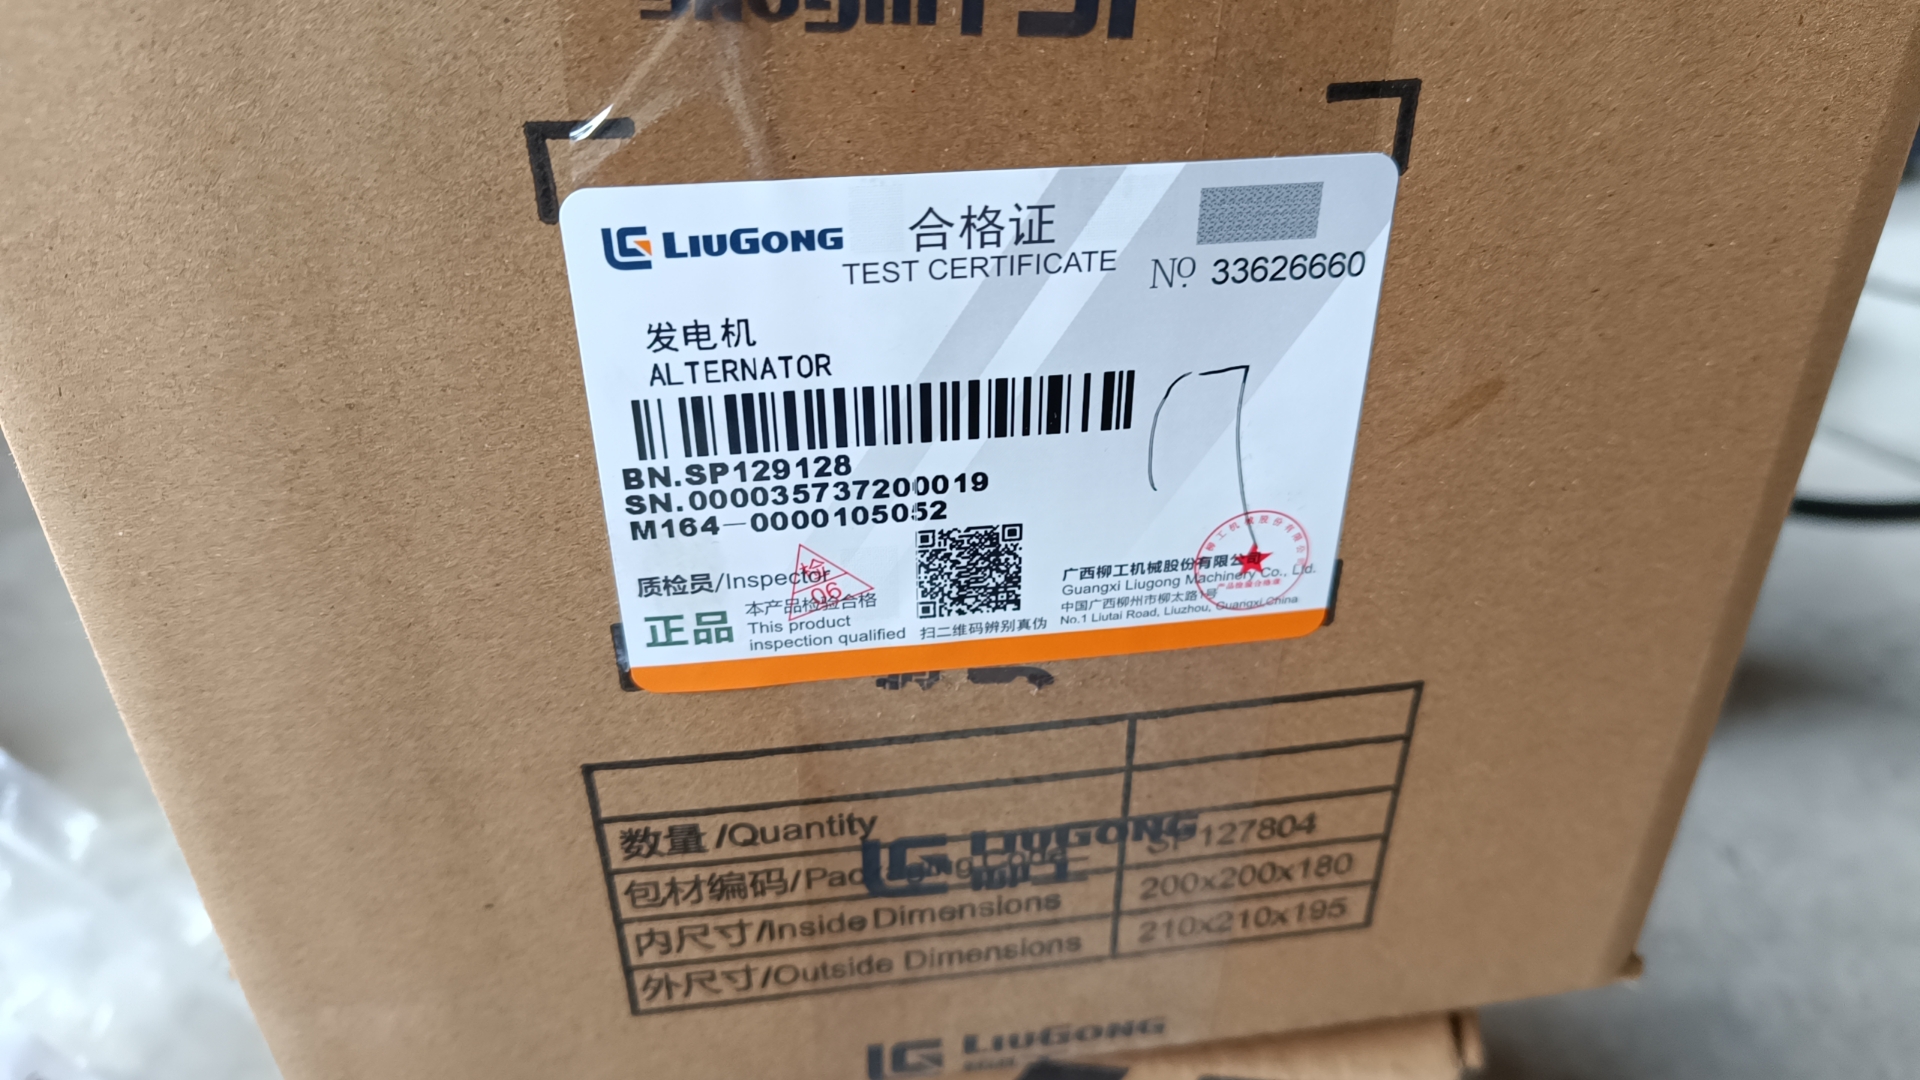 LIUGONG
合格证
TEST CERTIFICATE
No 33626660
发电机
ALTERNATOR
BN.SP129128
SN.000035737200019
M164-0000105052
质检员/Inspector
检
06
正品
本产品检验合格
This product
inspection qualified
扫二维码辨别真伪
广西柳工机械股份有限公司
Guangxi Liugong Machinery Co., Ltd.
中国广西柳州市柳太路1号
No.1 Liutai Road, Liuzhou, Guangxi,China
数量/Quantity
包材编码/Packaging Code SP127804
内尺寸/Inside Dimensions 200x200x180
外尺寸/Outside Dimensions 210x210x195
LIUGONG
柳工
LIUGONG